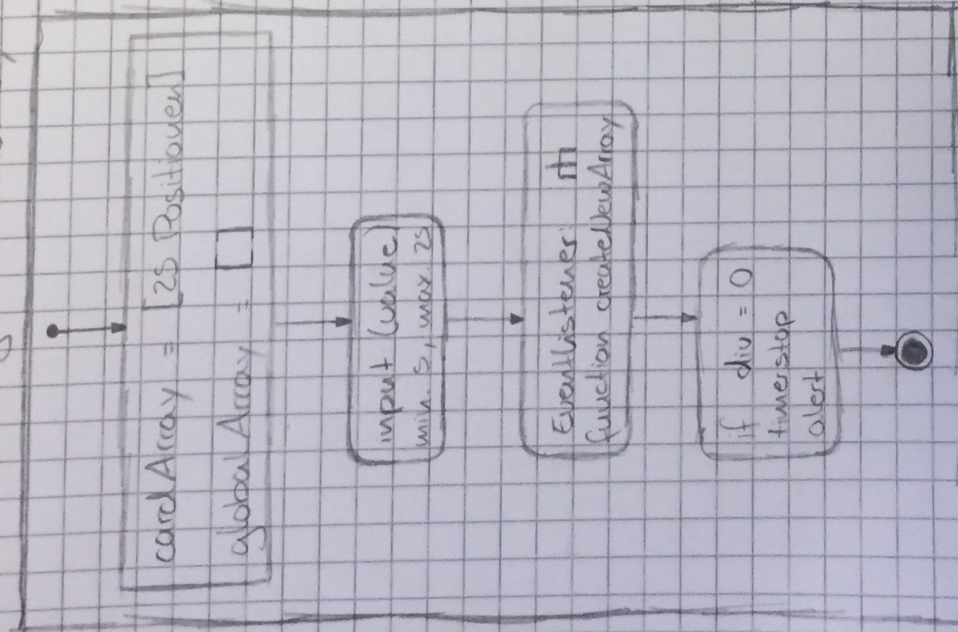 cardArray = [25 Positionen]
globalArray = []
input (value)
min. 5, max. 25
Eventlistener:
function createNewArray
if div = 0
timerstop
alert